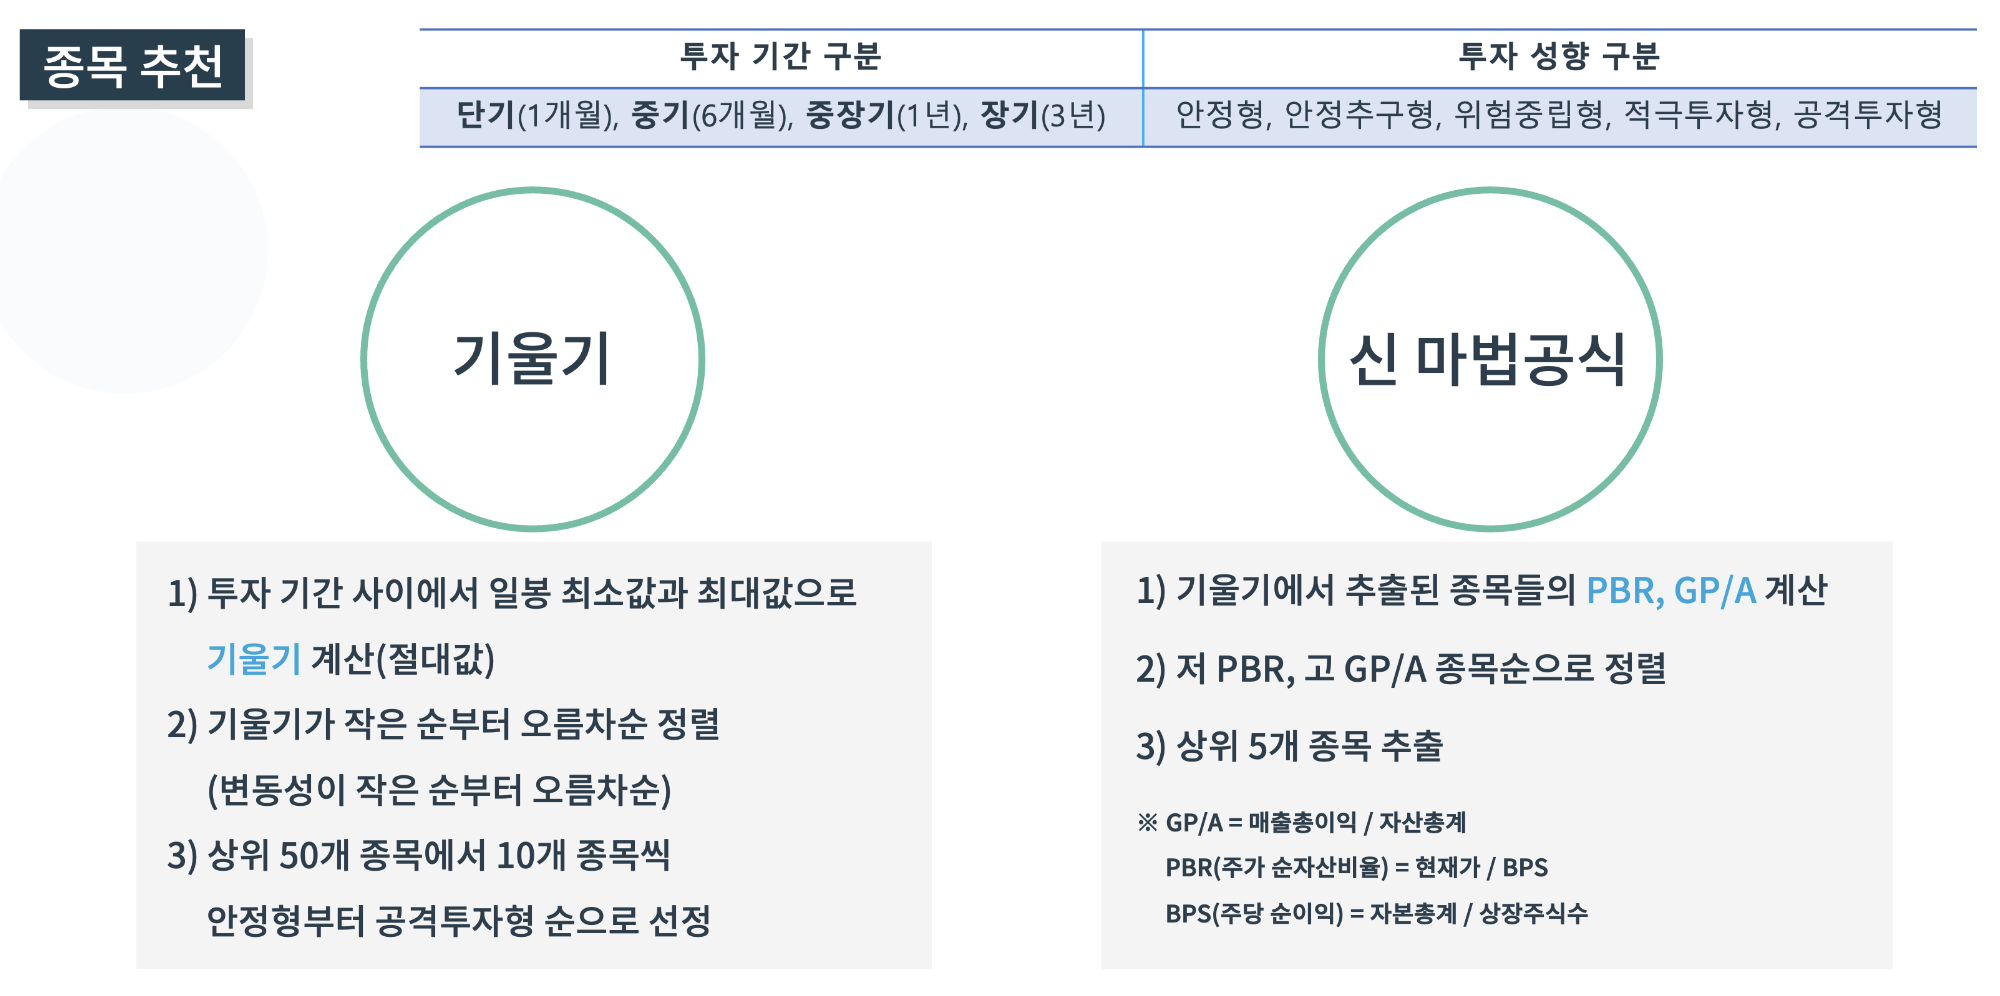 종목 추천
투자 기간 구분
투자 성향 구분
단기(1개월), 중기(6개월), 중장기(1년), 장기(3년)
안정형, 안정추구형, 위험중립형, 적극투자형, 공격투자형
기울기
1) 투자 기간 사이에서 일봉 최소값과 최대값으로
기울기 계산(절대값)
2) 기울기가 작은 순부터 오름차순 정렬
(변동성이 작은 순부터 오름차순)
3) 상위 50개 종목에서 10개 종목씩
안정형부터 공격투자형 순으로 선정
신 마법공식
1) 기울기에서 추출된 종목들의 PBR, GP/A 계산
2) 저 PBR, 고 GP/A 종목순으로 정렬
3) 상위 5개 종목 추출
※ GP/A = 매출총이익 / 자산총계
PBR(주가 순자산비율) = 현재가 / BPS
BPS(주당 순이익) = 자본총계 / 상장주식수